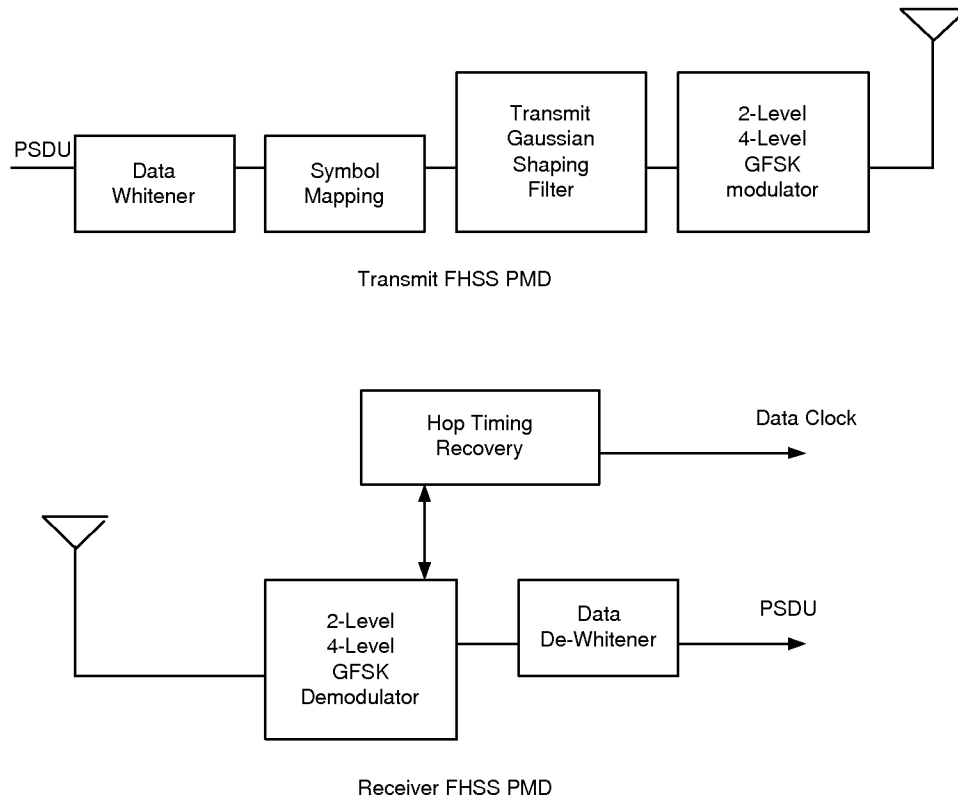 PSDU
Data
Whitener
Symbol
Mapping
Transmit
Gaussian
Shaping
Filter
2-Level
4-Level
GFSK
modulator
Transmit FHSS PMD
Hop Timing
Recovery
Data Clock
2-Level
4-Level
GFSK
Demodulator
Data
De-Whitener
PSDU
Receiver FHSS PMD